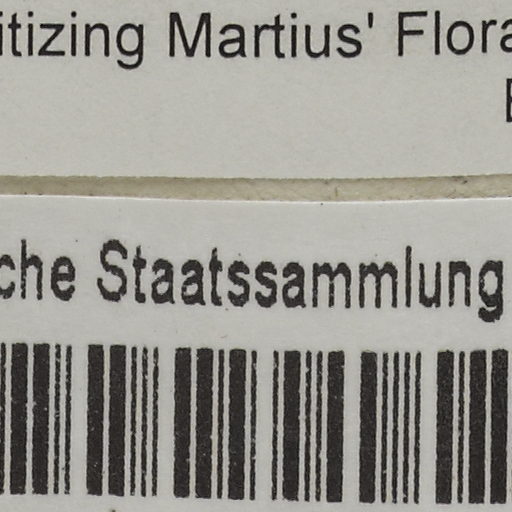 itizing Martius' Flora
che Staatssammlung